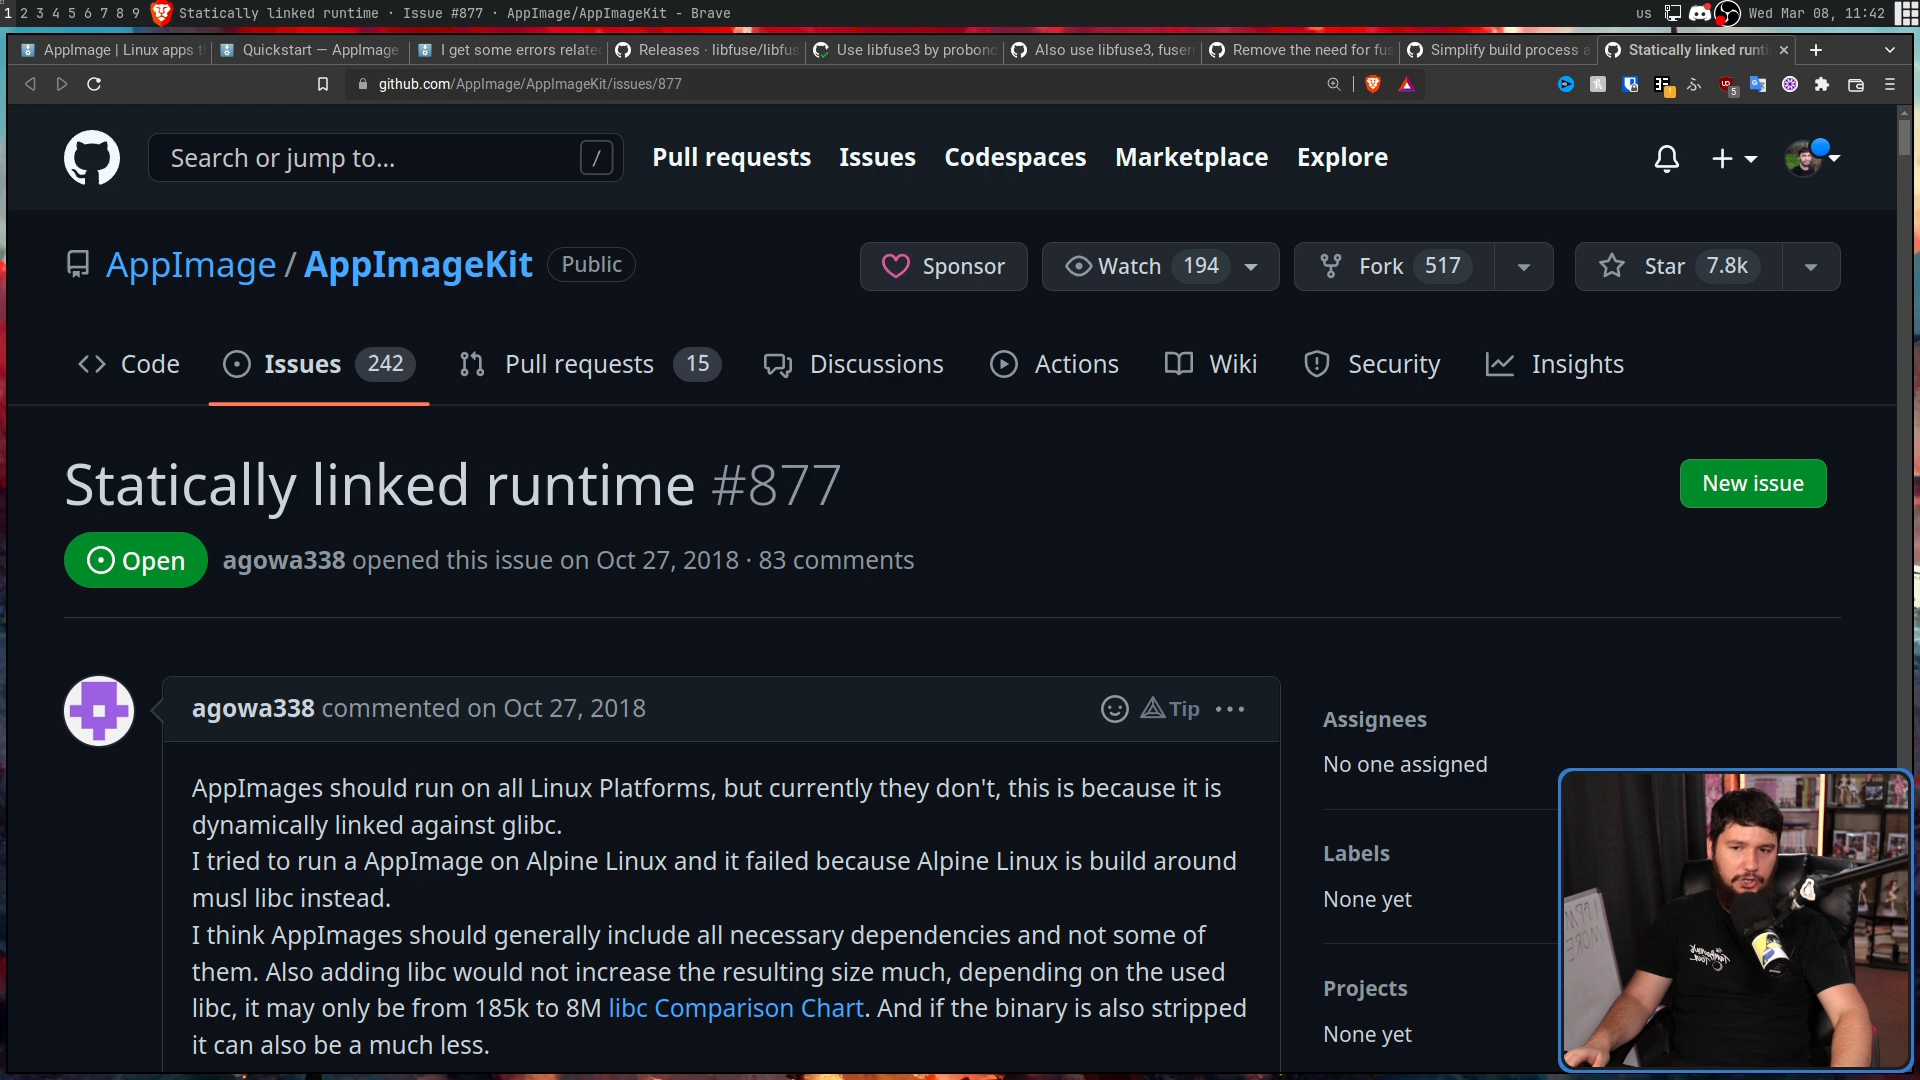 1 2 3 4 5 6 7 8 9 Statically linked runtime · Issue #877 · AppImage/AppImageKit - Brave us Wed Mar 08, 11:42
AppImage | Linux apps t Quickstart — AppImage I get some errors relate Releases · libfuse/libfus Use libfuse3 by probono Also use libfuse3, fuser Remove the need for fus Simplify build process a Statically linked runti
github.com/AppImage/AppImageKit/issues/877 5
Search or jump to... / Pull requests Issues Codespaces Marketplace Explore
AppImage / AppImageKit Public Sponsor Watch 194 Fork 517 Star 7.8k
Code Issues 242 Pull requests 15 Discussions Actions Wiki Security Insights
Statically linked runtime #877 New issue
Open agowa338 opened this issue on Oct 27, 2018 · 83 comments
agowa338 commented on Oct 27, 2018 Tip
AppImages should run on all Linux Platforms, but currently they don't, this is because it is
dynamically linked against glibc.
I tried to run a AppImage on Alpine Linux and it failed because Alpine Linux is build around
musl libc instead.
I think AppImages should generally include all necessary dependencies and not some of
them. Also adding libc would not increase the resulting size much, depending on the used
libc, it may only be from 185k to 8M libc Comparison Chart. And if the binary is also stripped
it can also be a much less.
Assignees
No one assigned
Labels
None yet
Projects
None yet